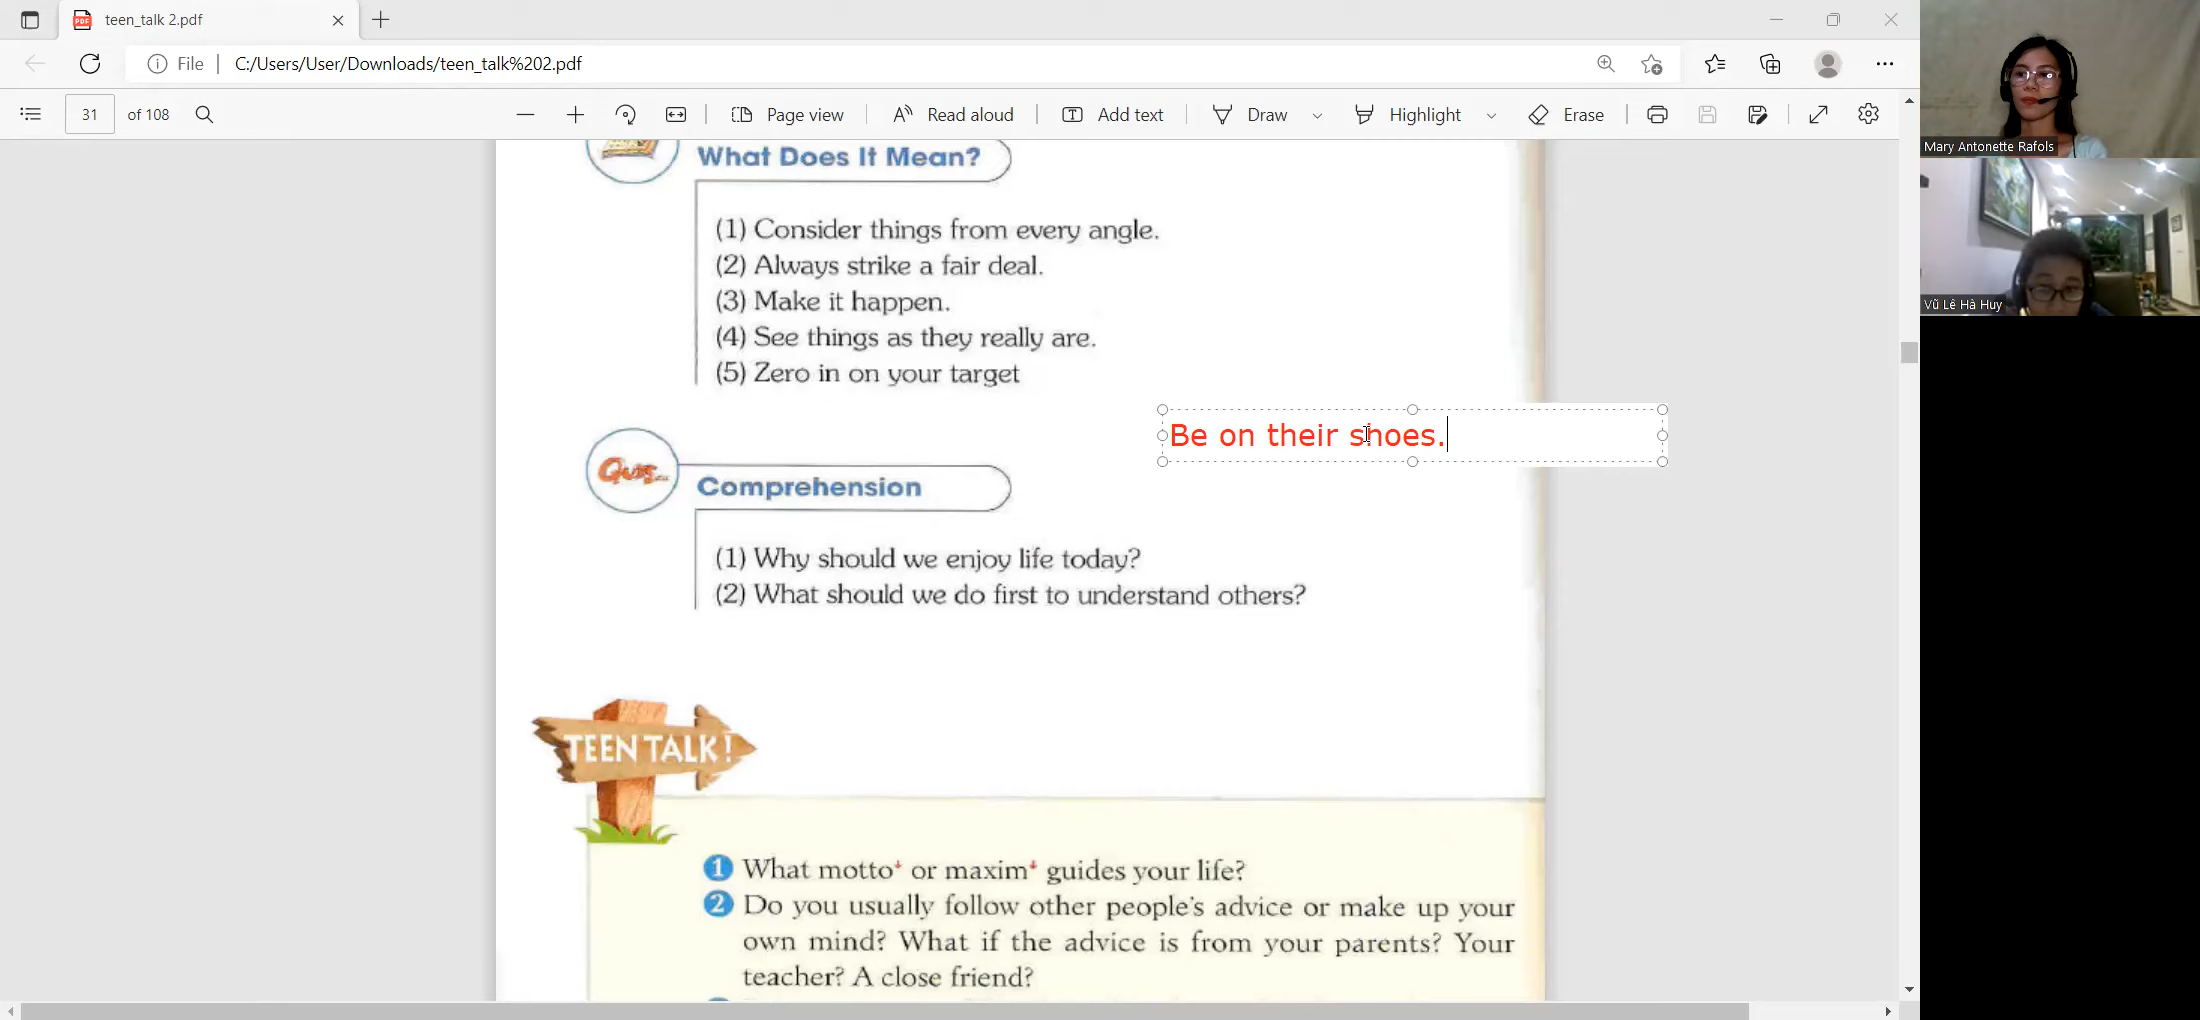 teen_talk 2.pdf
File
C:/Users/User/Downloads/teen_talk%202.pdf
31 of 108
Page view
Read aloud
Add text
Draw
Highlight
Erase
Mary Antonette Rafols
Vũ Lê Hà Huy
What Does It Mean?
(1) Consider things from every angle.
(2) Always strike a fair deal.
(3) Make it happen.
(4) See things as they really are.
(5) Zero in on your target
Be on their shoes.
Comprehension
(1) Why should we enjoy life today?
(2) What should we do first to understand others?
TEEN TALK!
1 What motto or maxim guides your life?
2 Do you usually follow other people's advice or make up your
own mind? What if the advice is from your parents? Your
teacher? A close friend?